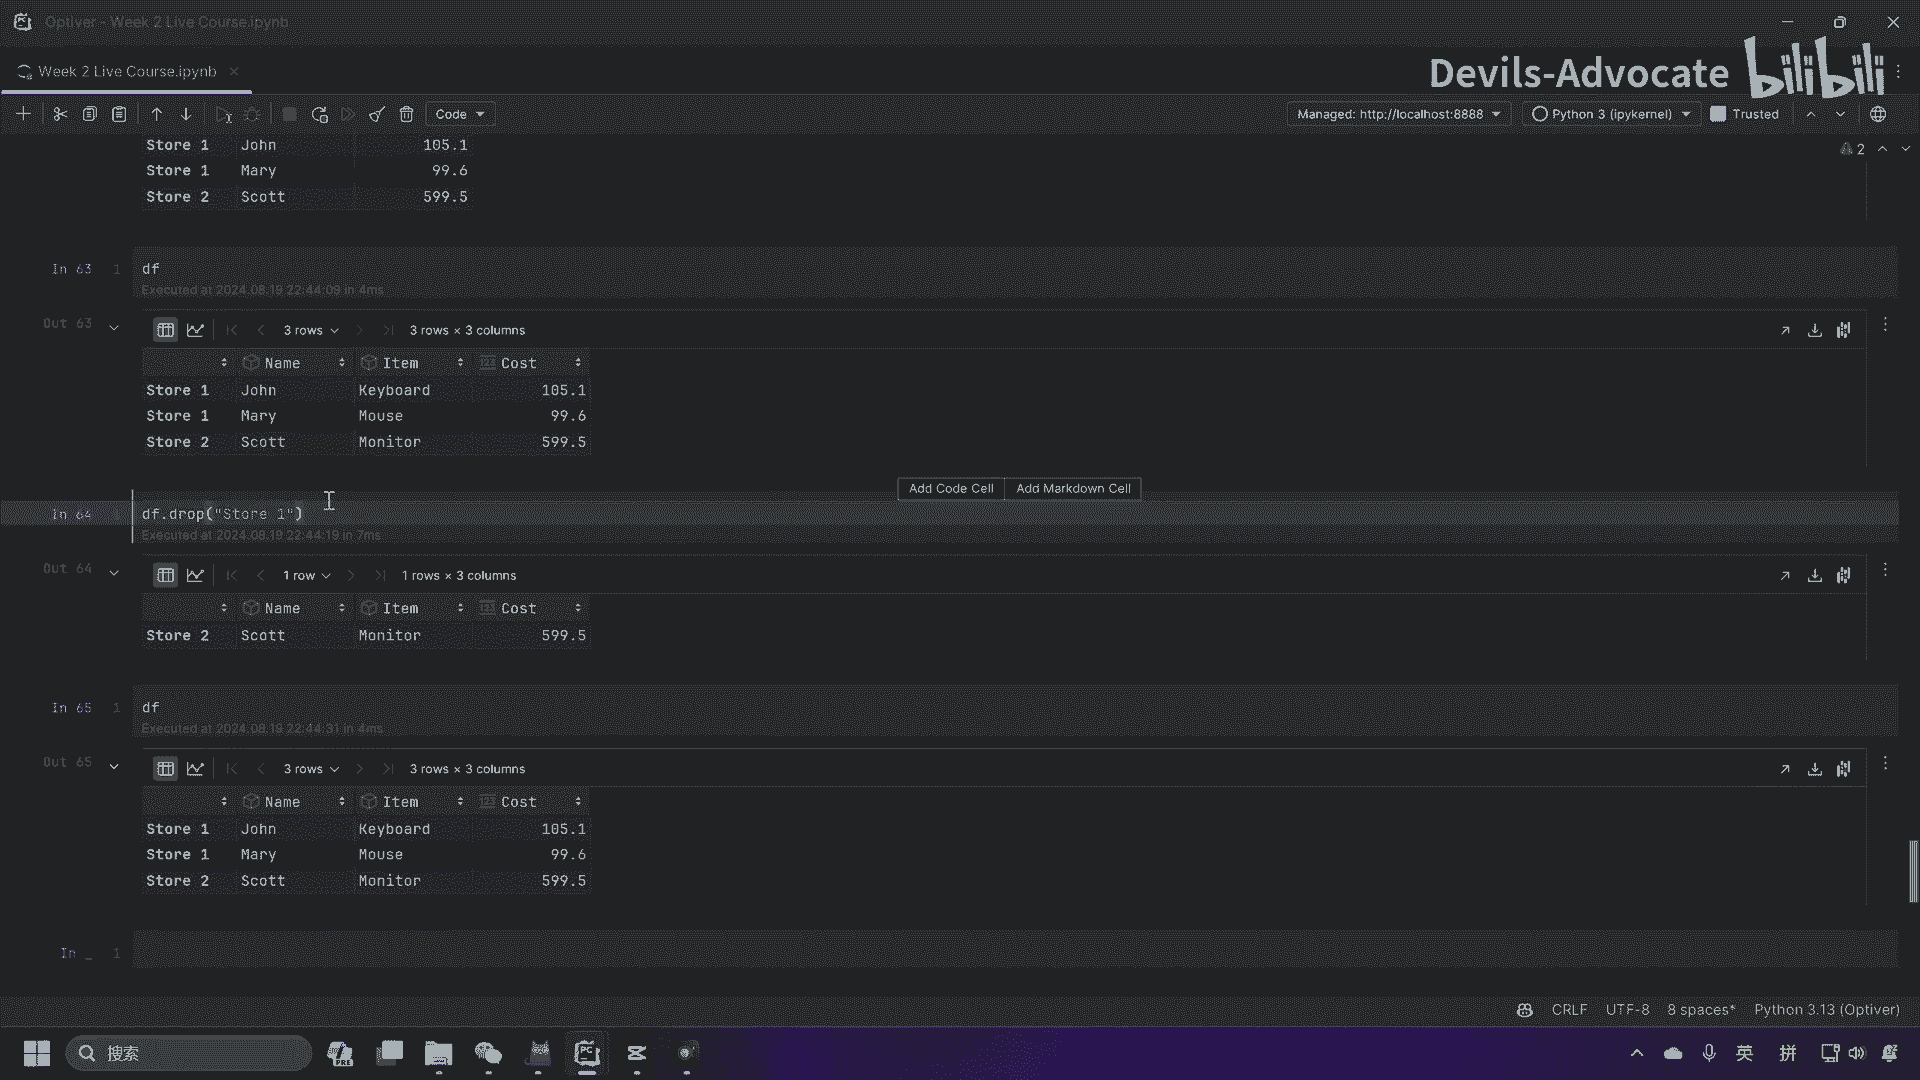 Optiver - Week 2 Live Course.ipynb
Week 2 Live Course.ipynb
Devils-Advocate bilibili
Code
Managed: http://localhost:8888
Python 3 (ipykernel)
Trusted
2
Store 1 John 105.1
Store 1 Mary 99.6
Store 2 Scott 599.5
In 63 1 df
Executed at 2024.08.19 22:44:09 in 4ms
Out 63 3 rows 3 rows × 3 columns
Name Item Cost
Store 1 John Keyboard 105.1
Store 1 Mary Mouse 99.6
Store 2 Scott Monitor 599.5
Add Code Cell Add Markdown Cell
In 64 1 df.drop("Store 1")
Executed at 2024.08.19 22:44:19 in 7ms
Out 64 1 row 1 rows × 3 columns
Name Item Cost
Store 2 Scott Monitor 599.5
In 65 1 df
Executed at 2024.08.19 22:44:31 in 4ms
Out 65 3 rows 3 rows × 3 columns
Name Item Cost
Store 1 John Keyboard 105.1
Store 1 Mary Mouse 99.6
Store 2 Scott Monitor 599.5
In _ 1
CRLF UTF-8 8 spaces* Python 3.13 (Optiver)
搜索
英 拼